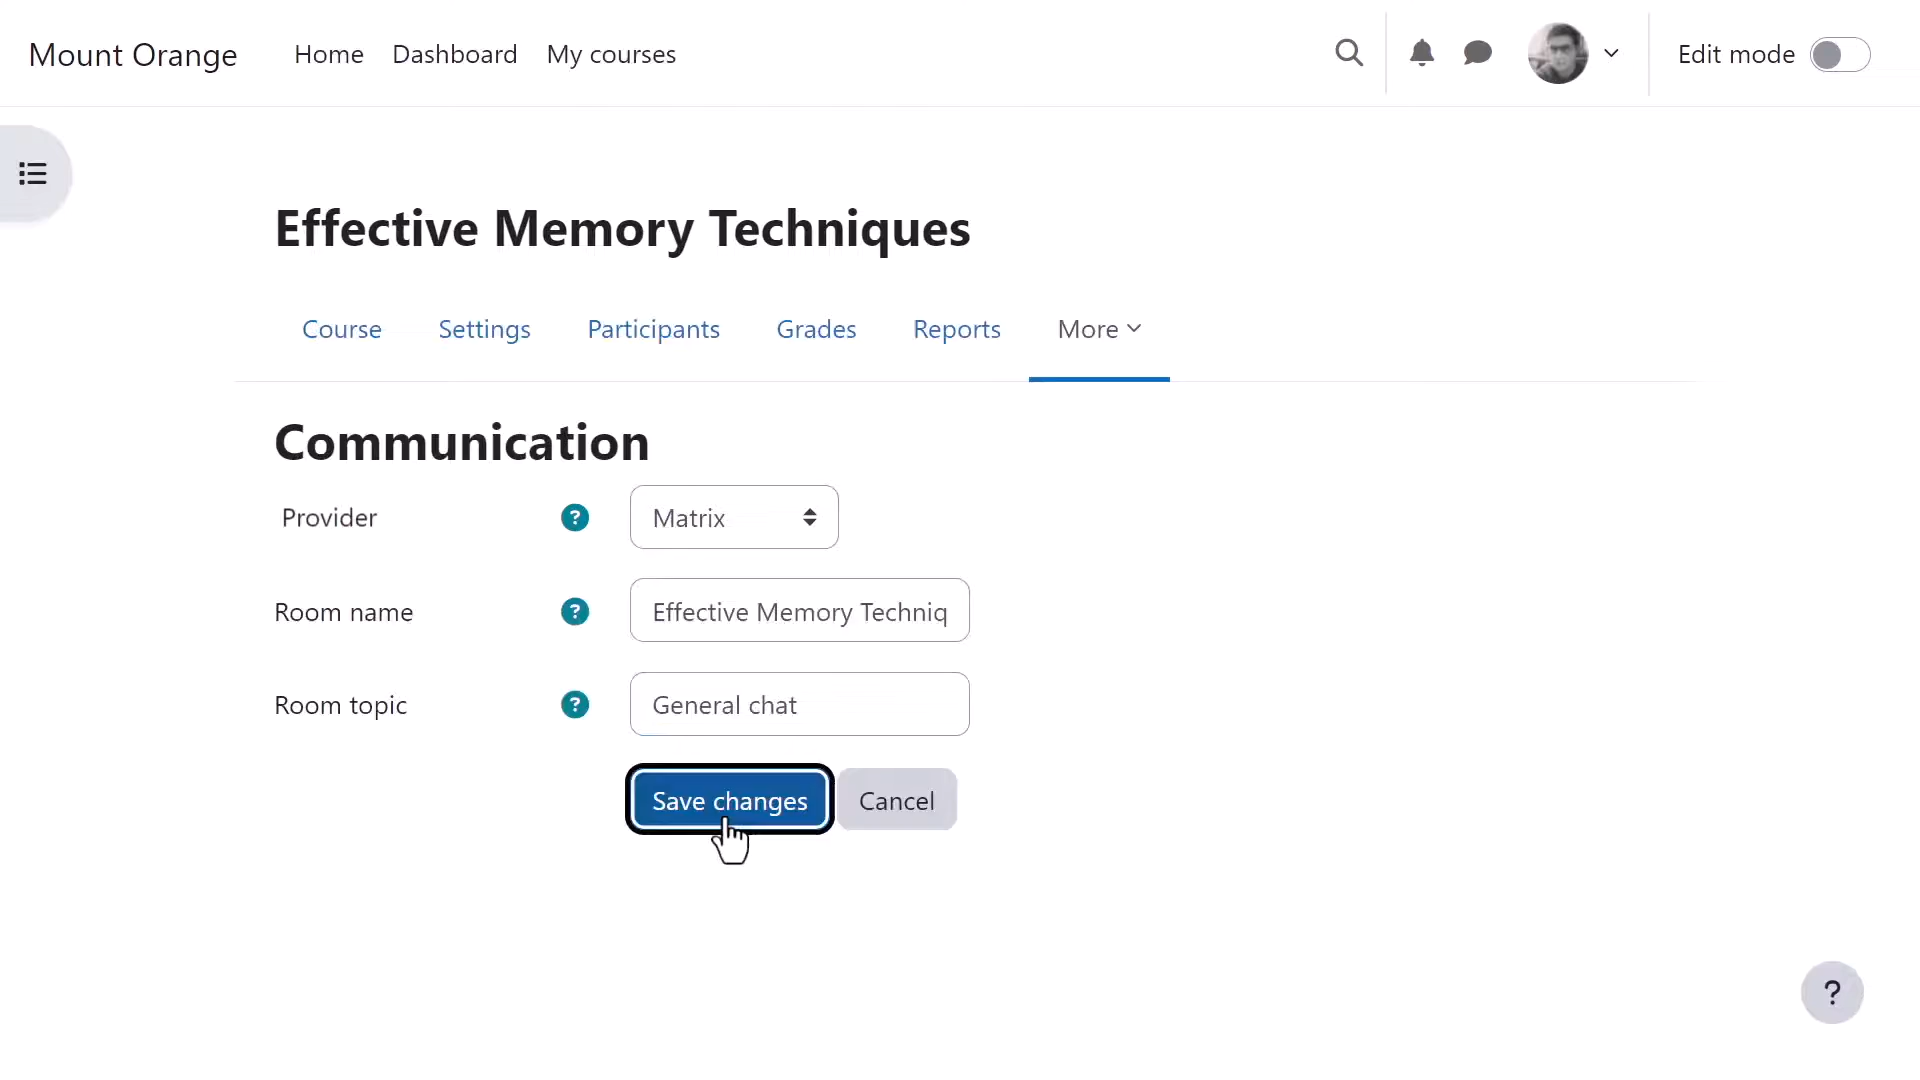 Mount Orange Home Dashboard My courses Edit mode
Effective Memory Techniques
Course Settings Participants Grades Reports More
Communication
Provider ? Matrix
Room name ? Effective Memory Techniq
Room topic ? General chat
Save changes Cancel
?